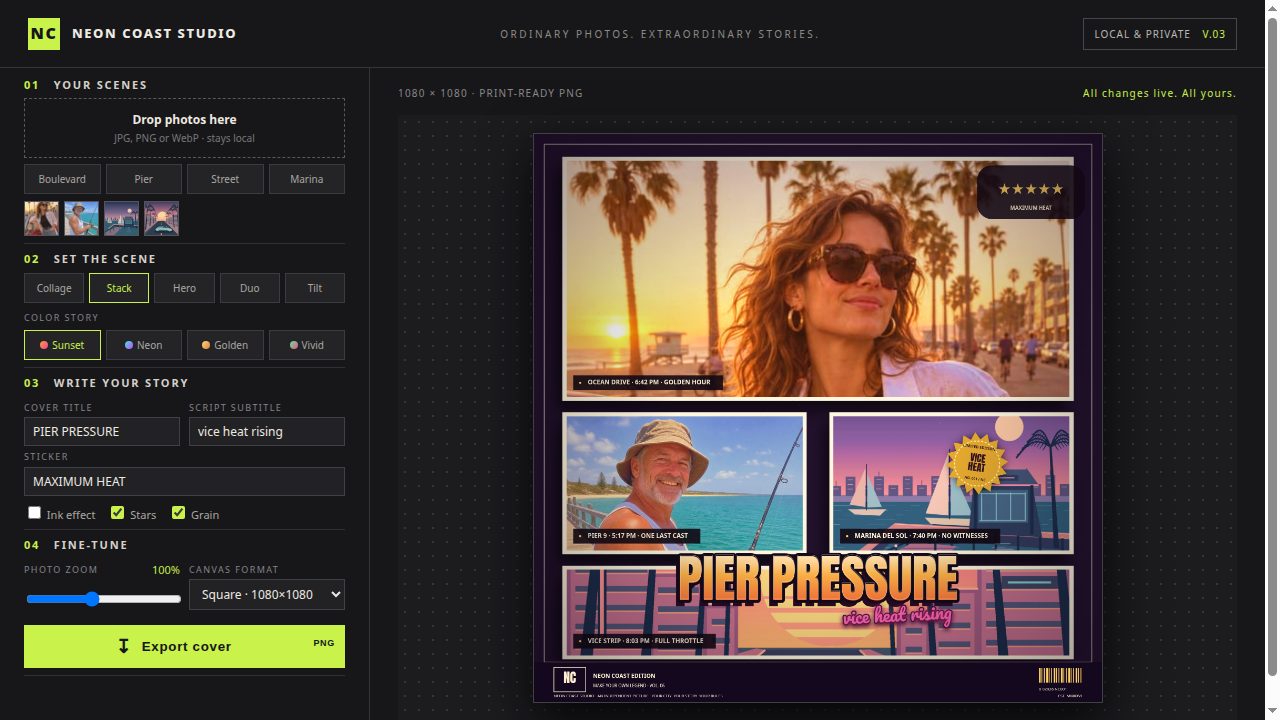 NC NEON COAST STUDIO
ORDINARY PHOTOS. EXTRAORDINARY STORIES.
LOCAL & PRIVATE V.03
01 YOUR SCENES
Drop photos here
JPG, PNG or WebP · stays local
Boulevard Pier Street Marina
02 SET THE SCENE
Collage Stack Hero Duo Tilt
COLOR STORY
Sunset Neon Golden Vivid
03 WRITE YOUR STORY
COVER TITLE SCRIPT SUBTITLE
PIER PRESSURE vice heat rising
STICKER
MAXIMUM HEAT
Ink effect Stars Grain
04 FINE-TUNE
PHOTO ZOOM 100% CANVAS FORMAT
Square · 1080×1080
↧ Export cover PNG
1080 × 1080 · PRINT-READY PNG
All changes live. All yours.
★★★★★
MAXIMUM HEAT
• OCEAN DRIVE · 6:42 PM · GOLDEN HOUR
VICE
HEAT
• PIER 9 · 5:17 PM · ONE LAST CAST
• MARINA DEL SOL · 7:40 PM · NO WITNESSES
PIER PRESSURE
vice heat rising
• VICE STRIP · 8:03 PM · FULL THROTTLE
NC
NEON COAST EDITION
MAKE YOUR OWN LEGEND · VOL. 05